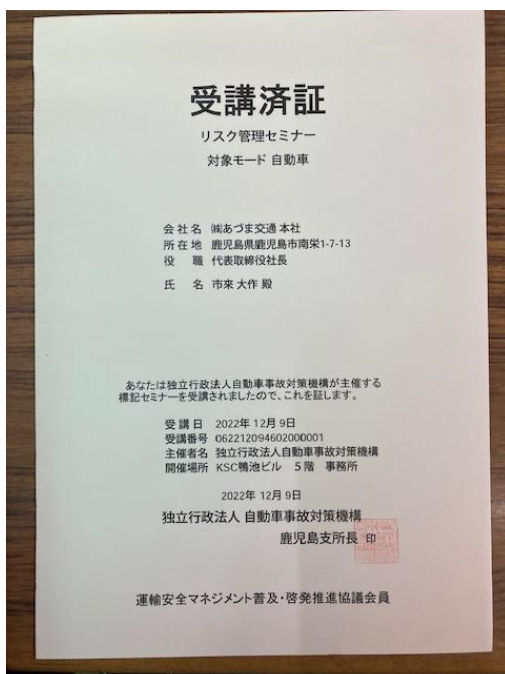 受講済証
リスク管理セミナー
対象モード 自動車
会社名 ㈱あづま交通 本社
所在地 鹿児島県鹿児島市南栄1-7-13
役 職 代表取締役社長
氏 名 市來 大作 殿
あなたは独立行政法人自動車事故対策機構が主催する
標記セミナーを受講されましたので、これを証します。
受講日 2022年 12月 9日
受講番号 062212094602000001
主催者名 独立行政法人自動車事故対策機構
開催場所 KSC鴨池ビル 5階 事務所
2022年 12月 9日
独立行政法人 自動車事故対策機構
鹿児島支所長 印
運輸安全マネジメント普及・啓発推進協議会員